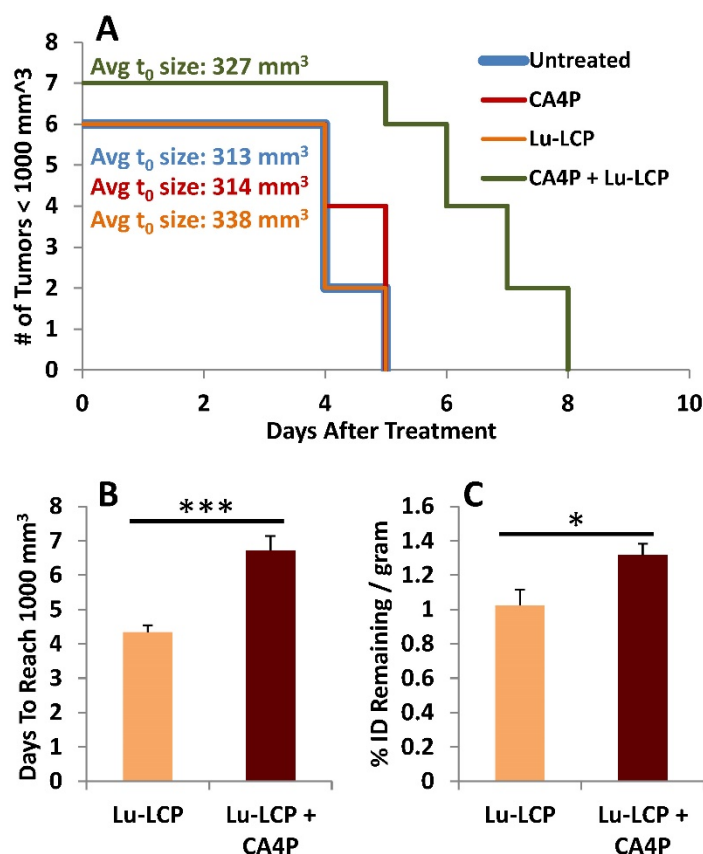 A
Avg t₀ size: 327 mm³
Untreated
CA4P
Lu-LCP
CA4P + Lu-LCP
Avg t₀ size: 313 mm³
Avg t₀ size: 314 mm³
Avg t₀ size: 338 mm³
# of Tumors < 1000 mm^3
8
7
6
5
4
3
2
1
0
0 2 4 6 8 10
Days After Treatment
B
***
Days To Reach 1000 mm³
8
7
6
5
4
3
2
1
0
Lu-LCP
Lu-LCP +
CA4P
C
*
% ID Remaining / gram
1.6
1.4
1.2
1
0.8
0.6
0.4
0.2
0
Lu-LCP
Lu-LCP +
CA4P